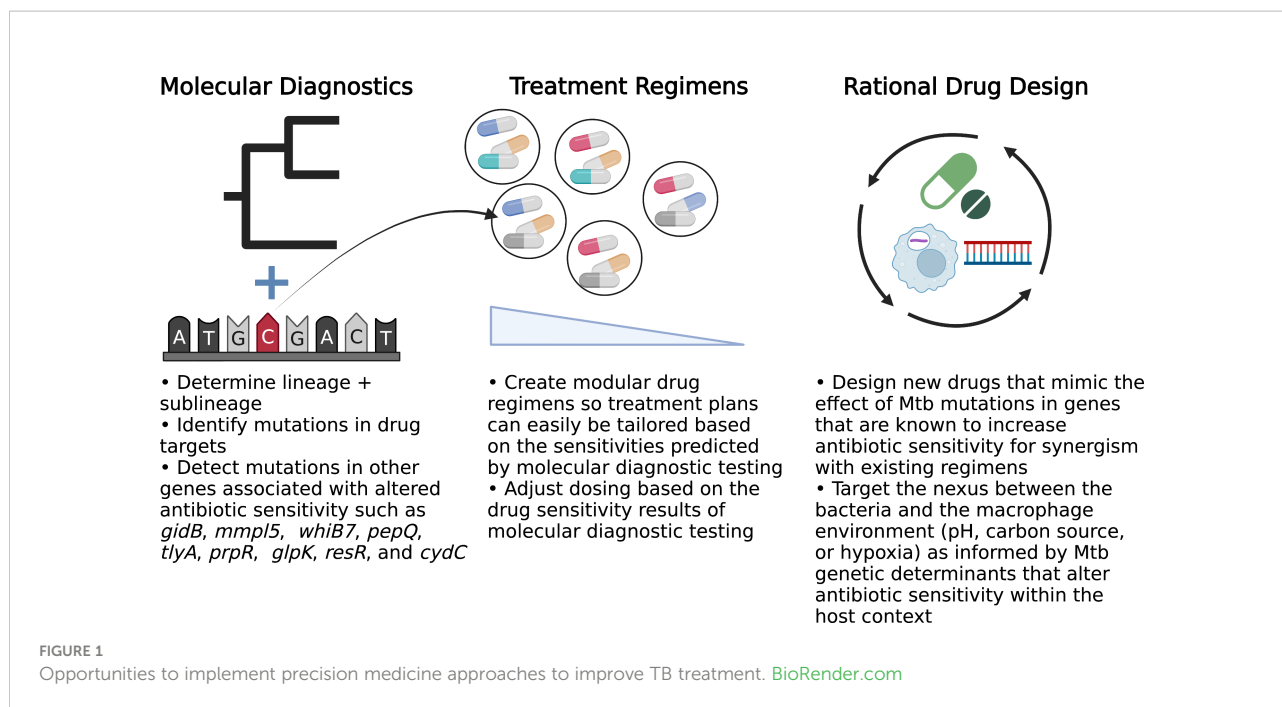 Molecular Diagnostics
A T G C G A C T
• Determine lineage +
sublineage
• Identify mutations in drug
targets
• Detect mutations in other
genes associated with altered
antibiotic sensitivity such as
gidB, mmpl5, whiB7, pepQ,
tlyA, prpR, glpK, resR, and cydC
Treatment Regimens
• Create modular drug
regimens so treatment plans
can easily be tailored based
on the sensitivities predicted
by molecular diagnostic testing
• Adjust dosing based on the
drug sensitivity results of
molecular diagnostic testing
Rational Drug Design
• Design new drugs that mimic the
effect of Mtb mutations in genes
that are known to increase
antibiotic sensitivity for synergism
with existing regimens
• Target the nexus between the
bacteria and the macrophage
environment (pH, carbon source,
or hypoxia) as informed by Mtb
genetic determinants that alter
antibiotic sensitivity within the
host context
FIGURE 1
Opportunities to implement precision medicine approaches to improve TB treatment. BioRender.com